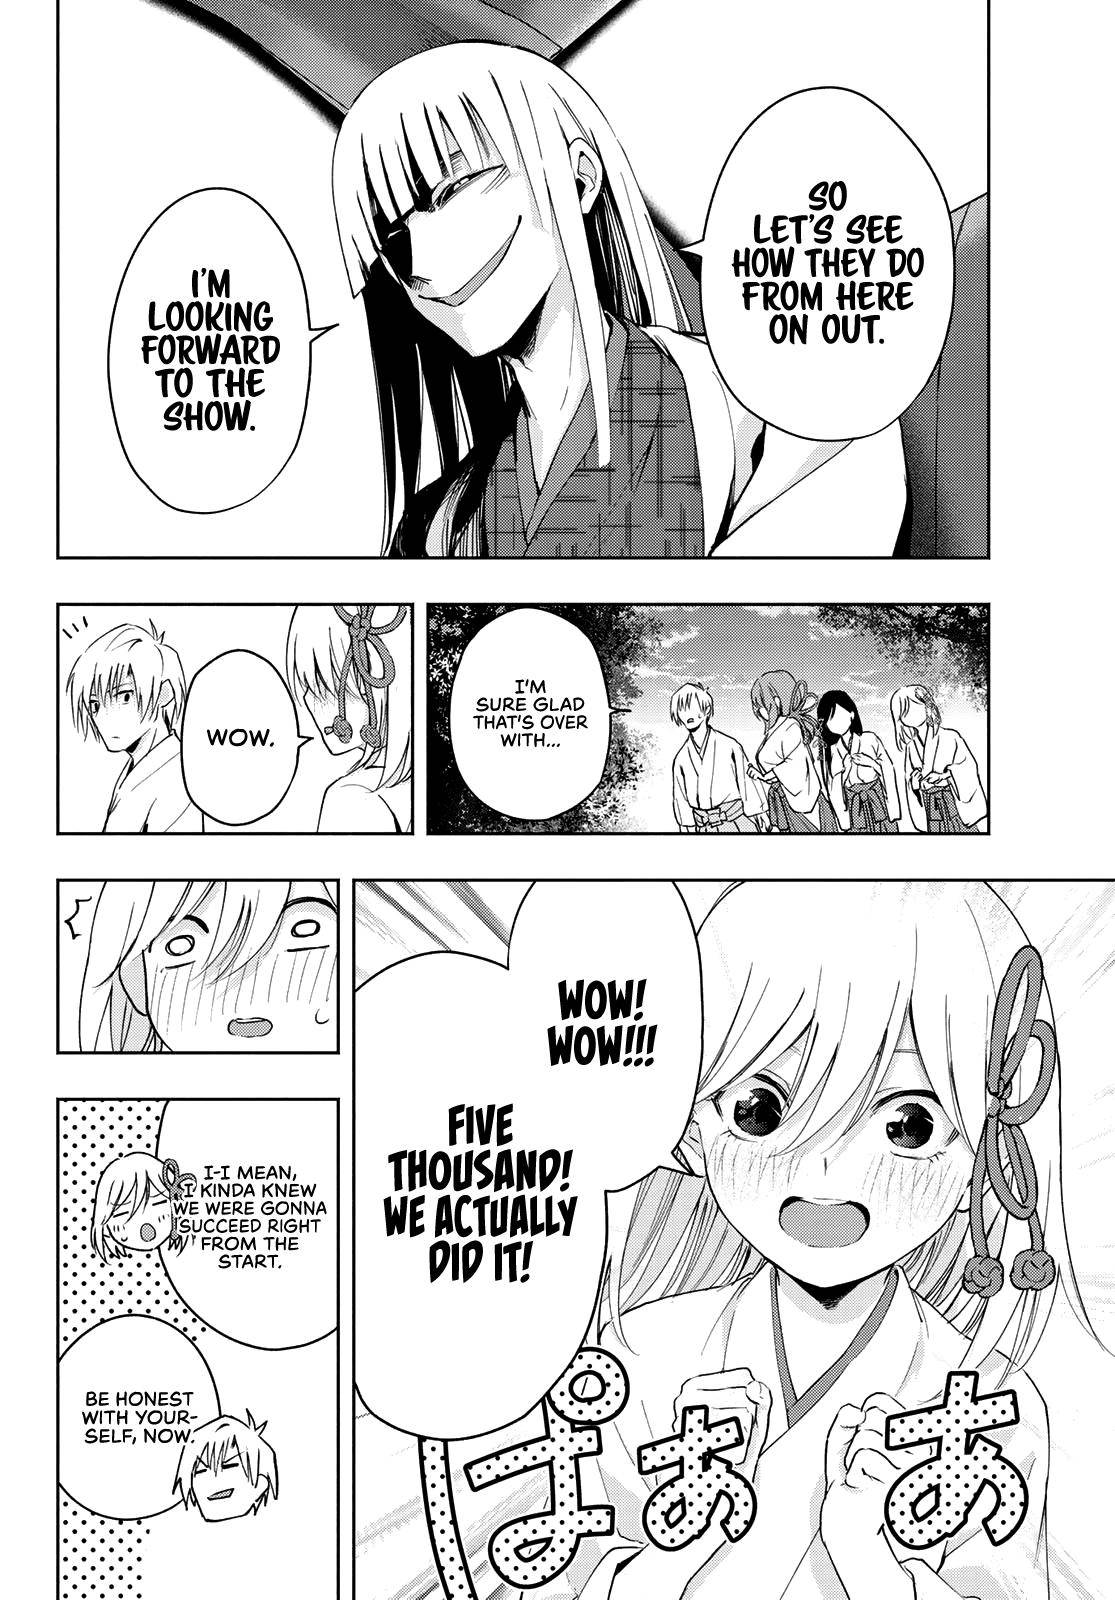 SO
LET'S SEE
HOW THEY DO
FROM HERE
ON OUT.
I'M
LOOKING
FORWARD
TO THE
SHOW.
I'M
SURE GLAD
THAT'S OVER
WITH...
WOW.
WOW!
WOW!!!
FIVE
THOUSAND!
WE ACTUALLY
DID IT!
ぱぁぁ
I-I MEAN,
I KINDA KNEW
WE WERE GONNA
SUCCEED RIGHT
FROM THE
START.
BE HONEST
WITH YOUR-
SELF, NOW.